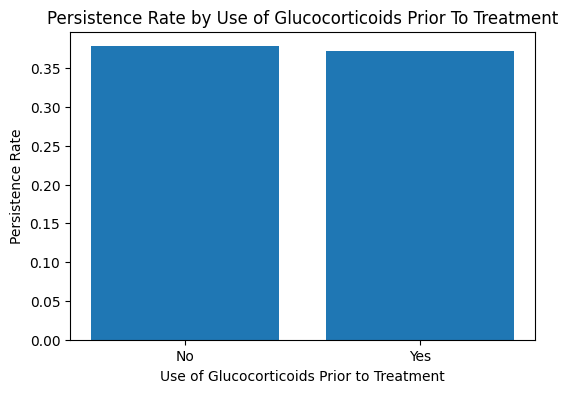 Persistence Rate by Use of Glucocorticoids Prior To Treatment
Persistence Rate
0.35
0.30
0.25
0.20
0.15
0.10
0.05
0.00
No
Yes
Use of Glucocorticoids Prior to Treatment